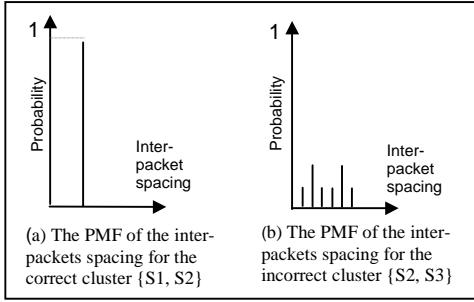 1
Probability
Inter-
packet
spacing
(a) The PMF of the inter-
packets spacing for the
correct cluster {S1, S2}
1
Probability
Inter-
packet
spacing
(b) The PMF of the inter-
packets spacing for the
incorrect cluster {S2, S3}